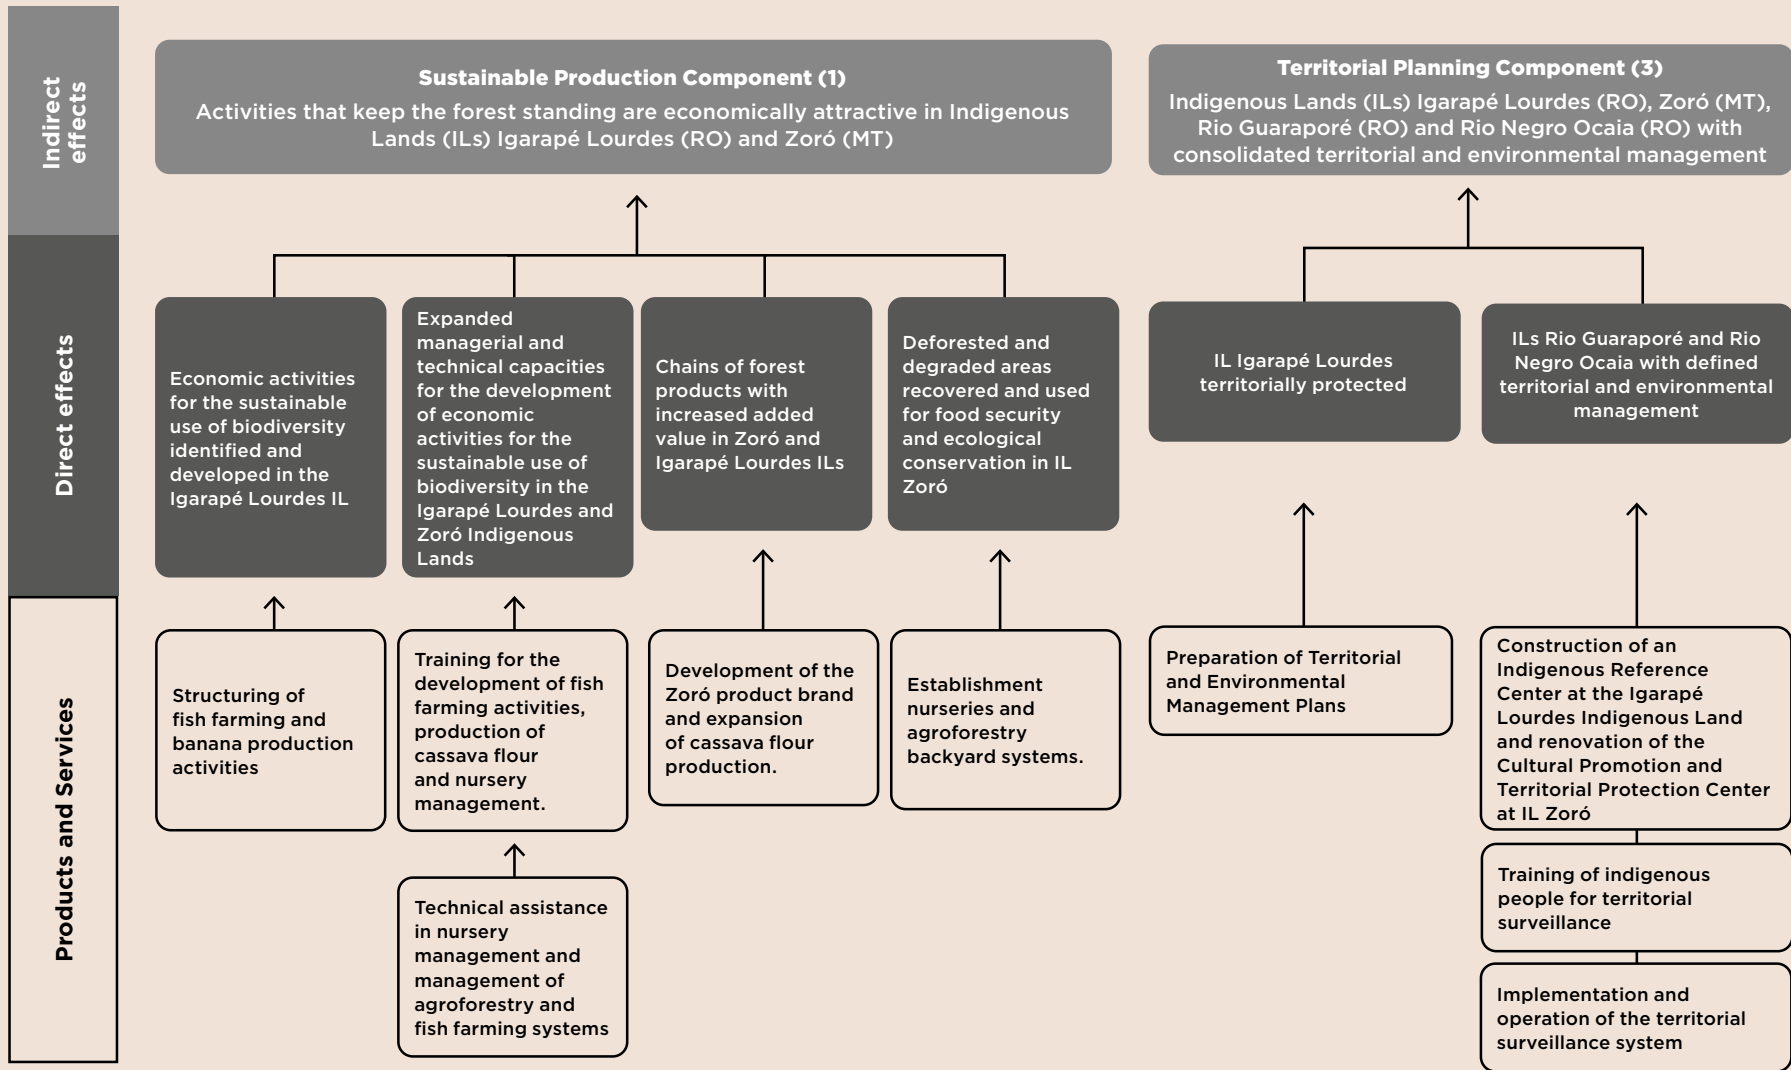 Indirect
effects
Sustainable Production Component (1)
Activities that keep the forest standing are economically attractive in Indigenous
Lands (ILs) Igarapé Lourdes (RO) and Zoró (MT)
Territorial Planning Component (3)
Indigenous Lands (ILs) Igarapé Lourdes (RO), Zoró (MT),
Rio Guaraporé (RO) and Rio Negro Ocaia (RO) with
consolidated territorial and environmental management
Direct effects
Economic activities
for the sustainable
use of biodiversity
identified and
developed in the
Igarapé Lourdes IL
Expanded
managerial and
technical capacities
for the development
of economic
activities for the
sustainable use of
biodiversity in the
Igarapé Lourdes and
Zoró Indigenous
Lands
Chains of forest
products with
increased added
value in Zoró and
Igarapé Lourdes ILs
Deforested and
degraded areas
recovered and used
for food security
and ecological
conservation in IL
Zoró
IL Igarapé Lourdes
territorially protected
ILs Rio Guaraporé and Rio
Negro Ocaia with defined
territorial and environmental
management
Products and Services
Structuring of
fish farming and
banana production
activities
Training for the
development of fish
farming activities,
production of
cassava flour
and nursery
management.
Development of the
Zoró product brand
and expansion
of cassava flour
production.
Establishment
nurseries and
agroforestry
backyard systems.
Preparation of Territorial
and Environmental
Management Plans
Construction of an
Indigenous Reference
Center at the Igarapé
Lourdes Indigenous Land
and renovation of the
Cultural Promotion and
Territorial Protection Center
at IL Zoró
Technical assistance
in nursery
management and
management of
agroforestry and
fish farming systems
Training of indigenous
people for territorial
surveillance
Implementation and
operation of the territorial
surveillance system